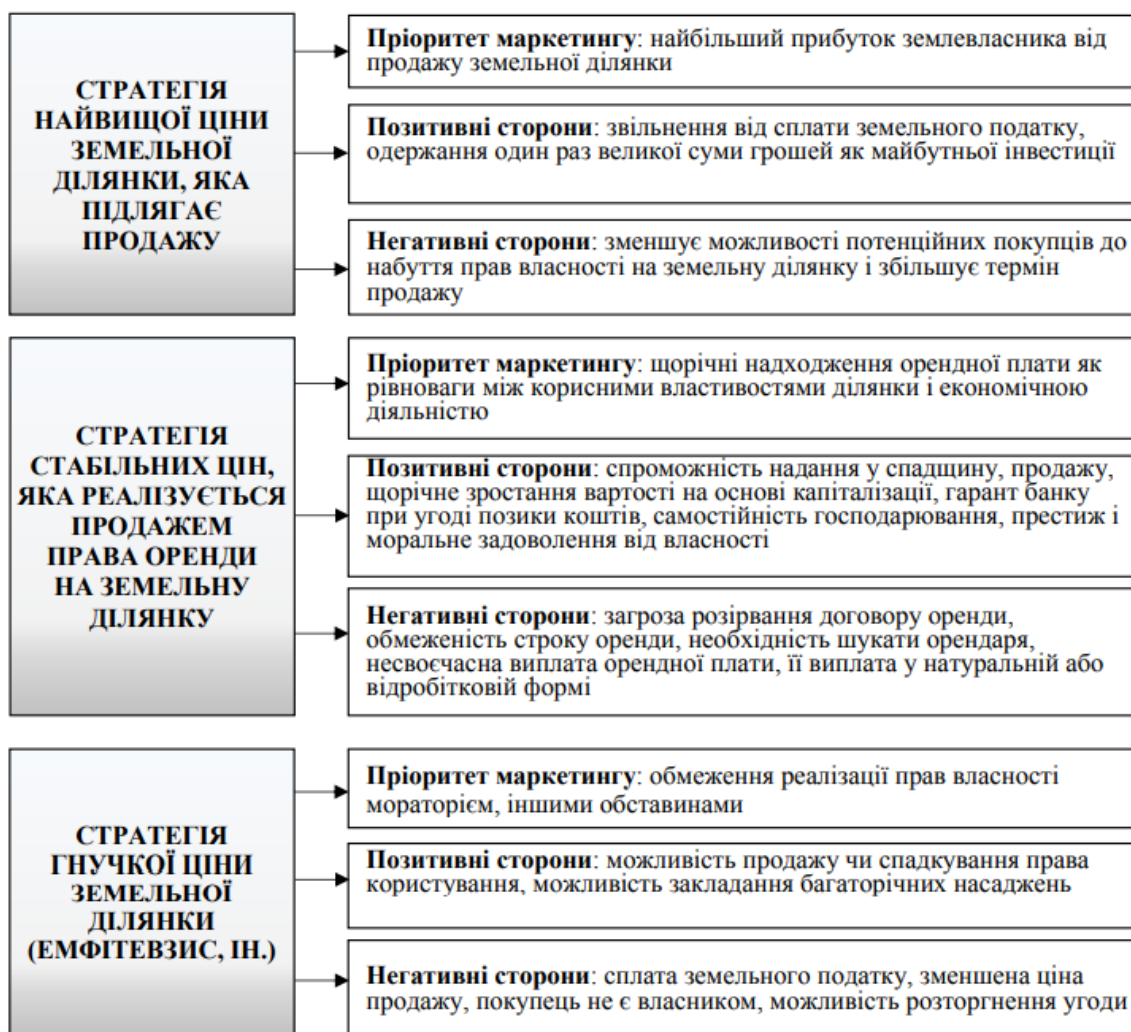 СТРАТЕГІЯ
НАЙВИЩОЇ ЦІНИ
ЗЕМЕЛЬНОЇ
ДІЛЯНКИ, ЯКА
ПІДЛЯГАЄ
ПРОДАЖУ
Пріоритет маркетингу: найбільший прибуток землевласника від
продажу земельної ділянки
Позитивні сторони: звільнення від сплати земельного податку,
одержання один раз великої суми грошей як майбутньої інвестиції
Негативні сторони: зменшує можливості потенційних покупців до
набуття прав власності на земельну ділянку і збільшує термін
продажу
СТРАТЕГІЯ
СТАБІЛЬНИХ ЦІН,
ЯКА РЕАЛІЗУЄТЬСЯ
ПРОДАЖЕМ
ПРАВА ОРЕНДИ
НА ЗЕМЕЛЬНУ
ДІЛЯНКУ
Пріоритет маркетингу: щорічні надходження орендної плати як
рівноваги між корисними властивостями ділянки і економічною
діяльністю
Позитивні сторони: спроможність надання у спадщину, продажу,
щорічне зростання вартості на основі капіталізації, гарант банку
при угоді позики коштів, самостійність господарювання, престиж і
моральне задоволення від власності
Негативні сторони: загроза розірвання договору оренди,
обмеженість строку оренди, необхідність шукати орендаря,
несвоєчасна виплата орендної плати, її виплата у натуральній або
відробітковій формі
СТРАТЕГІЯ
ГНУЧКОЇ ЦІНИ
ЗЕМЕЛЬНОЇ
ДІЛЯНКИ
(ЕМФІТЕВЗИС, ІН.)
Пріоритет маркетингу: обмеження реалізації прав власності
мораторієм, іншими обставинами
Позитивні сторони: можливість продажу чи спадкування права
користування, можливість закладання багаторічних насаджень
Негативні сторони: сплата земельного податку, зменшена ціна
продажу, покупець не є власником, можливість розторгнення угоди